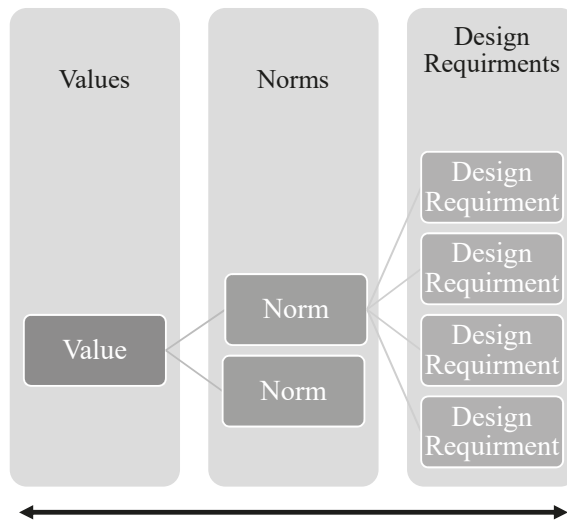 Values
Norms
Design
Requirments
Value
Norm
Norm
Design
Requirment
Design
Requirment
Design
Requirment
Design
Requirment